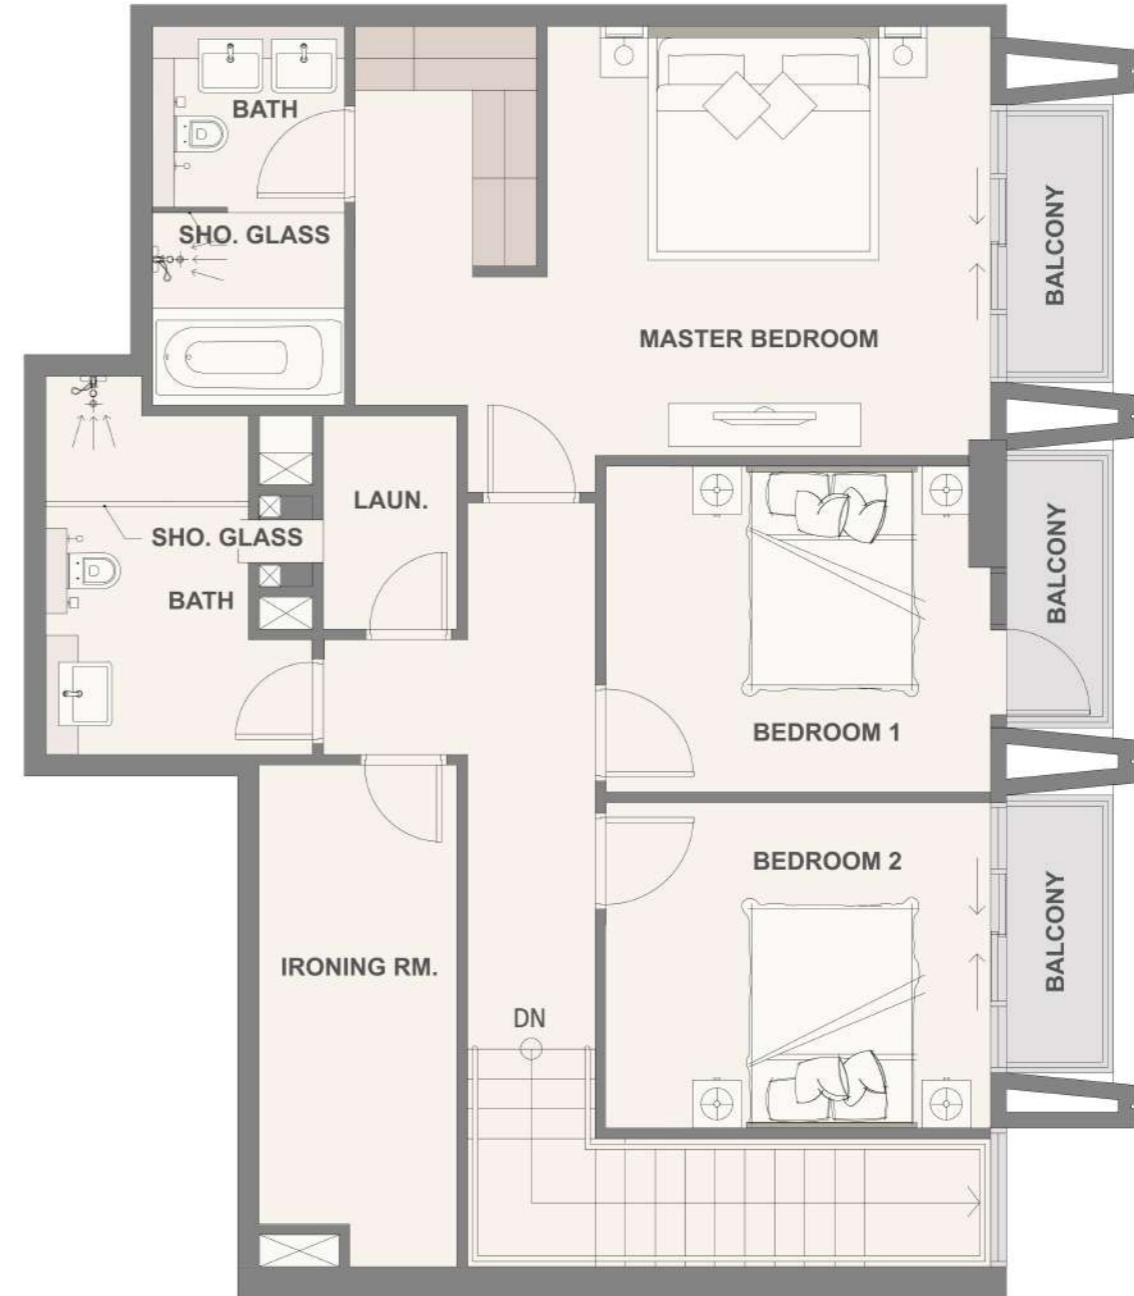 BATH
SHO. GLASS
BALCONY
MASTER BEDROOM
LAUN.
SHO. GLASS
BATH
BALCONY
BEDROOM 1
BEDROOM 2
BALCONY
IRONING RM.
DN